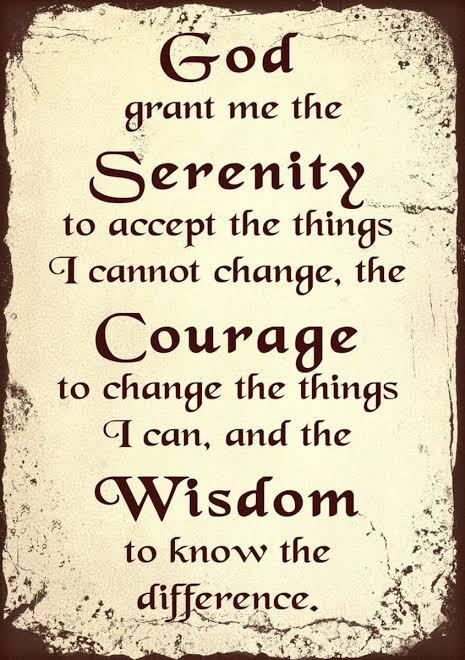 God
grant me the
Serenity
to accept the things
I cannot change, the
Courage
to change the things
I can, and the
Wisdom
to know the
difference.